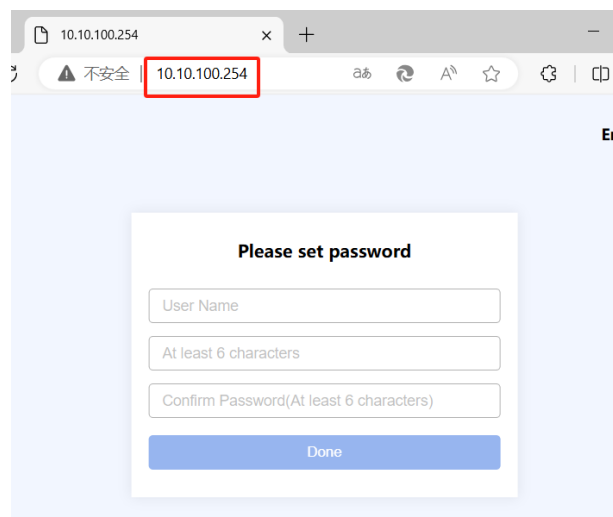 10.10.100.254
不安全 10.10.100.254
Please set password
User Name
At least 6 characters
Confirm Password(At least 6 characters)
Done